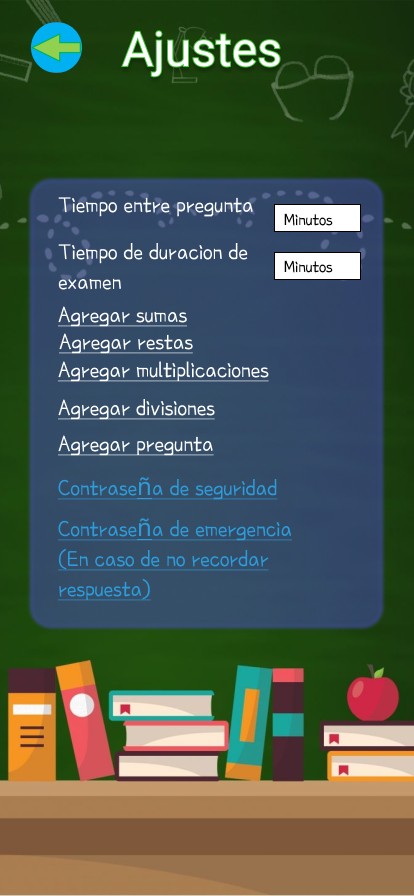 Ajustes
Tiempo entre pregunta
Minutos
Tiempo de duracion de
examen
Minutos
Agregar sumas
Agregar restas
Agregar multiplicaciones
Agregar divisiones
Agregar pregunta
Contraseña de seguridad
Contraseña de emergencia
(En caso de no recordar
respuesta)